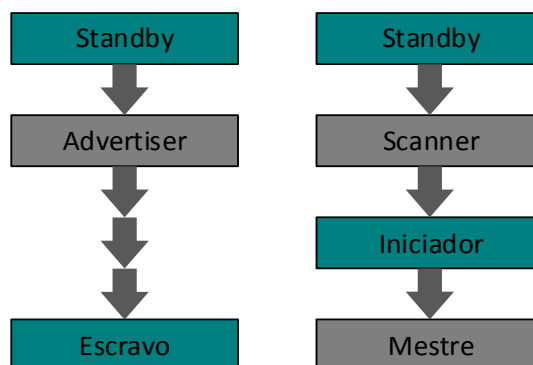 Standby
Advertiser
Escravo
Standby
Scanner
Iniciador
Mestre